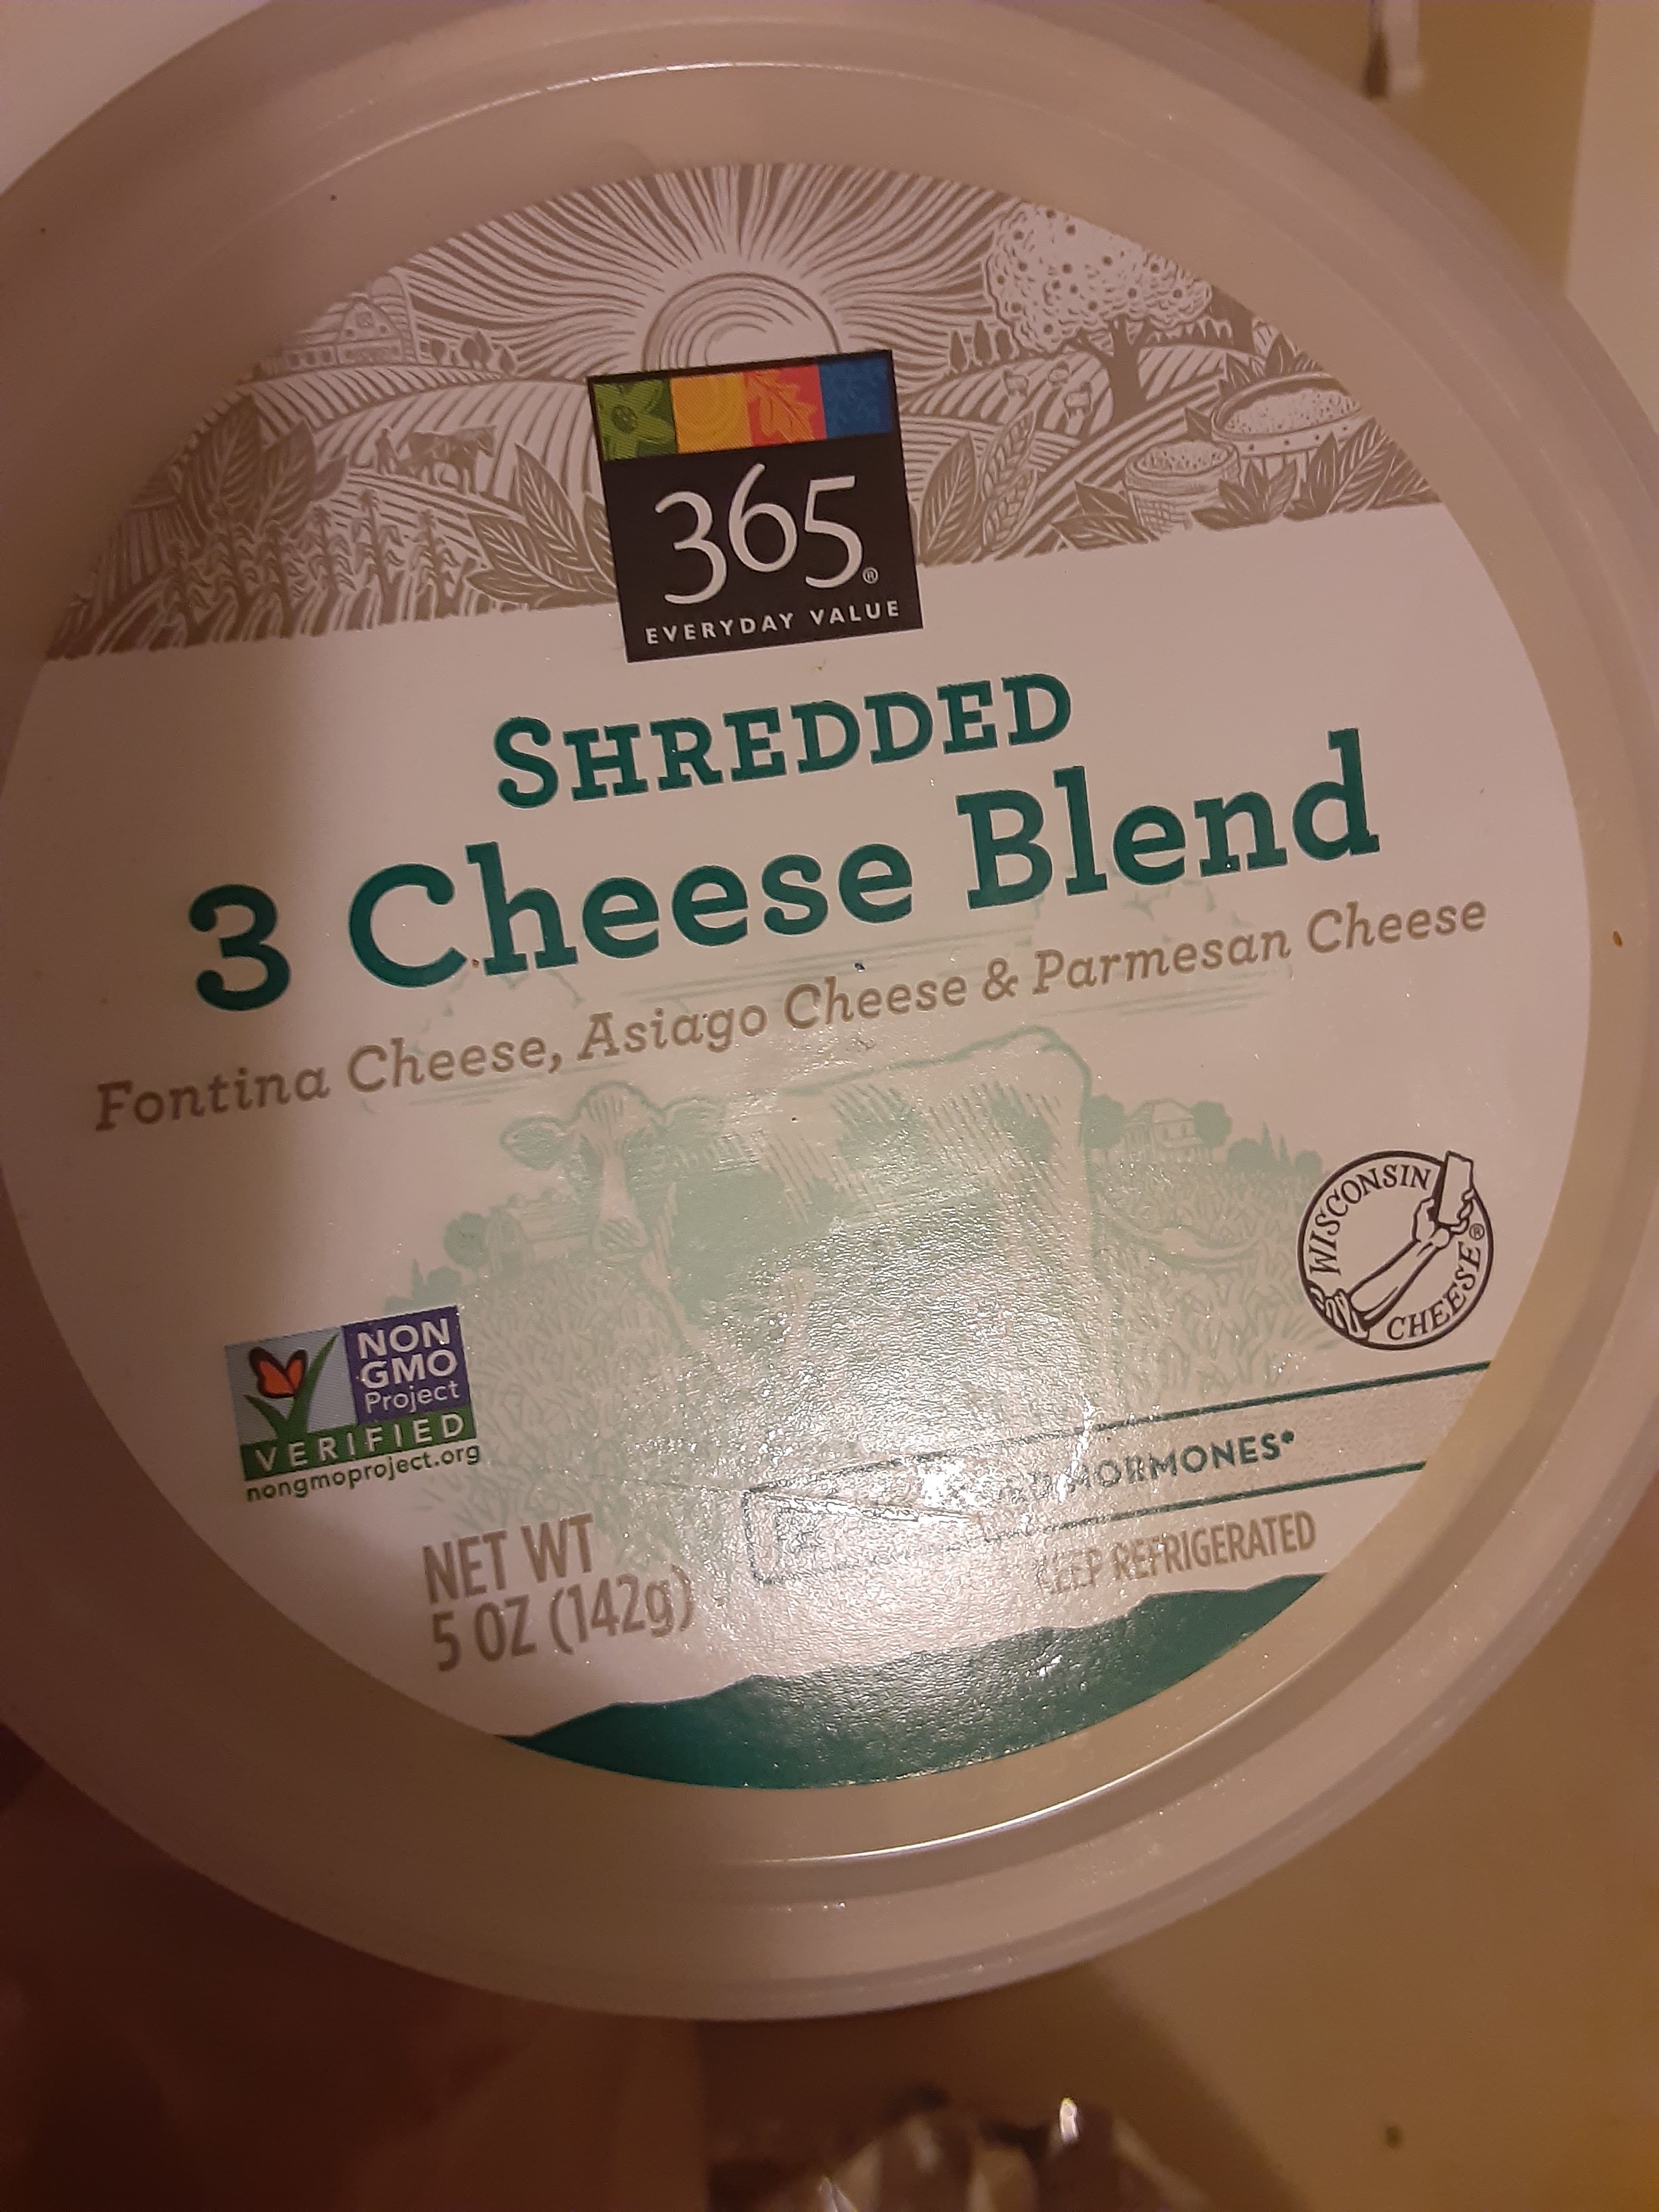 365®
EVERYDAY VALUE
SHREDDED
3 Cheese Blend
Fontina Cheese, Asiago Cheese & Parmesan Cheese
WISCONSIN
CHEESE®
NON
GMO
Project
VERIFIED
nongmoproject.org
HORMONES*
KEEP REFRIGERATED
NET WT
5 OZ (142g)